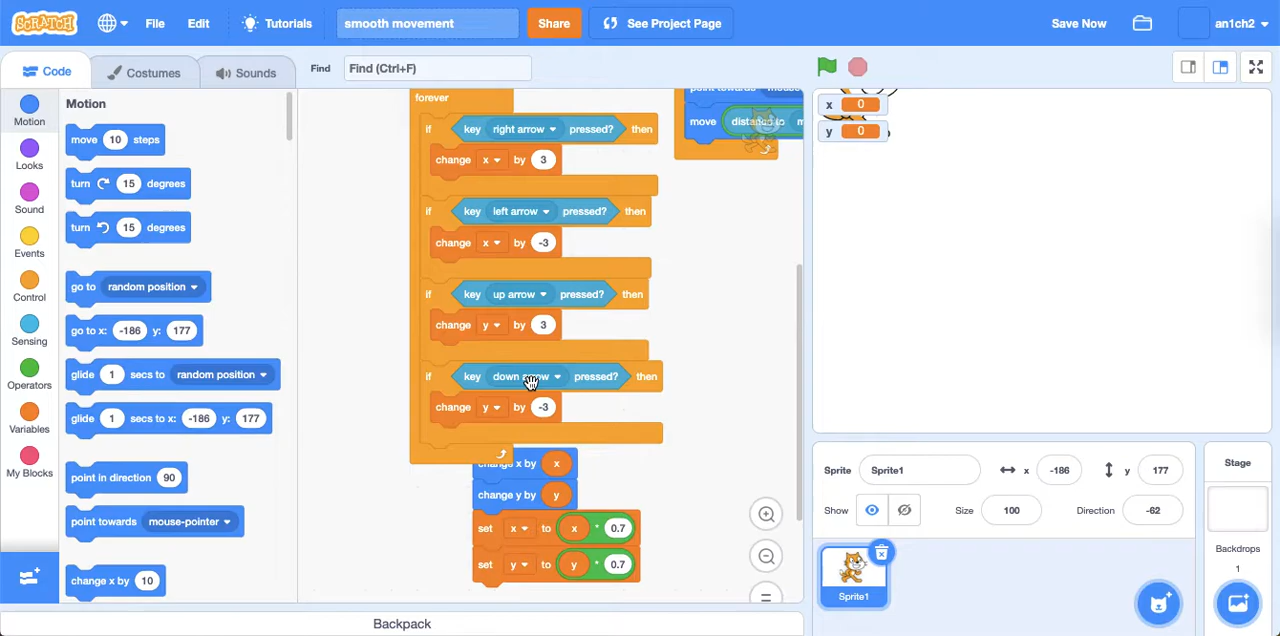 SCRATCH File Edit Tutorials smooth movement Share See Project Page Save Now an1ch2
Code Costumes Sounds Find Find (Ctrl+F)
Motion
Looks
Sound
Events
Control
Sensing
Operators
Variables
My Blocks
Motion
move 10 steps
turn 15 degrees
turn 15 degrees
go to random position
go to x: -186 y: 177
glide 1 secs to random position
glide 1 secs to x: -186 y: 177
point in direction 90
point towards mouse-pointer
change x by 10
forever
if key right arrow pressed? then
change x by 3
if key left arrow pressed? then
change x by -3
if key up arrow pressed? then
change y by 3
if key down arrow pressed? then
change y by -3
change x by x
change y by y
set x to x * 0.7
set y to y * 0.7
point towards
move distance to
x 0
y 0
Sprite Sprite1 x -186 y 177
Show Size 100 Direction -62
Sprite1
Stage
Backdrops
1
Backpack